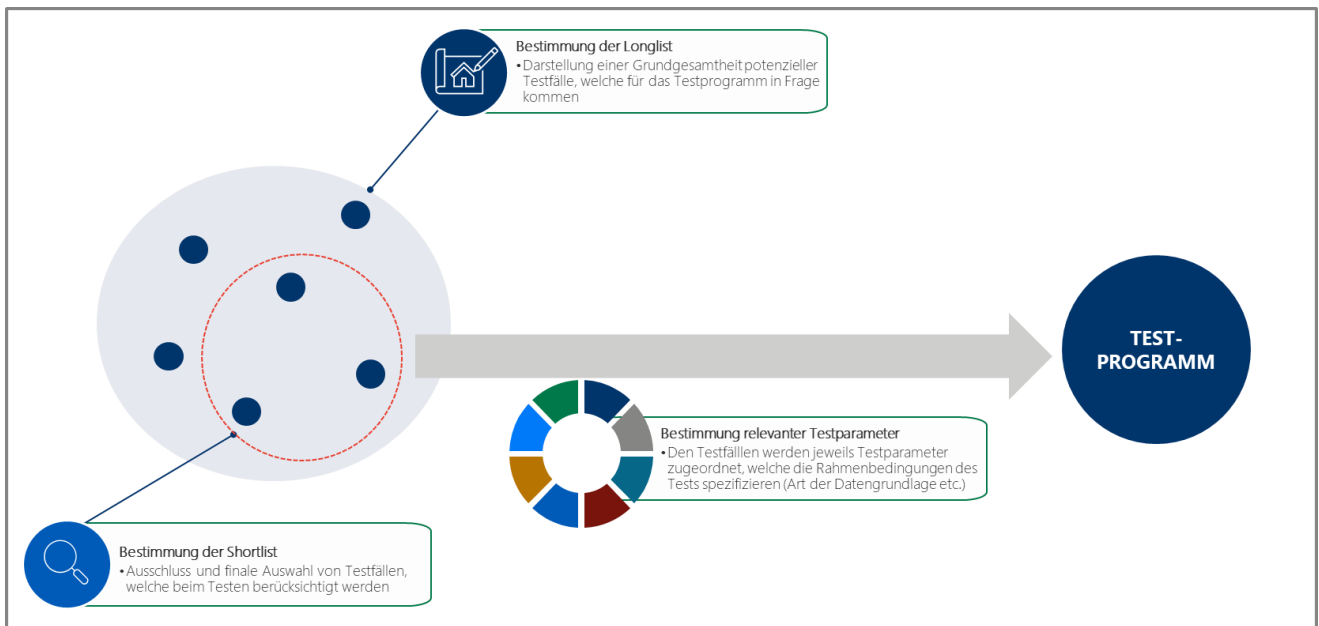 Bestimmung der Longlist
•Darstellung einer Grundgesamtheit potenzieller
Testfälle, welche für das Testprogramm in Frage
kommen
TEST-
PROGRAMM
Bestimmung relevanter Testparameter
•Den Testfälllen werden jeweils Testparameter
zugeordnet, welche die Rahmenbedingungen des
Tests spezifizieren (Art der Datengrundlage etc.)
Bestimmung der Shortlist
•Ausschluss und finale Auswahl von Testfällen,
welche beim Testen berücksichtigt werden